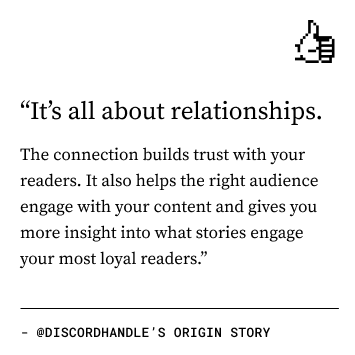 “It’s all about relationships.
The connection builds trust with your
readers. It also helps the right audience
engage with your content and gives you
more insight into what stories engage
your most loyal readers.”
– @DISCORDHANDLE’S ORIGIN STORY